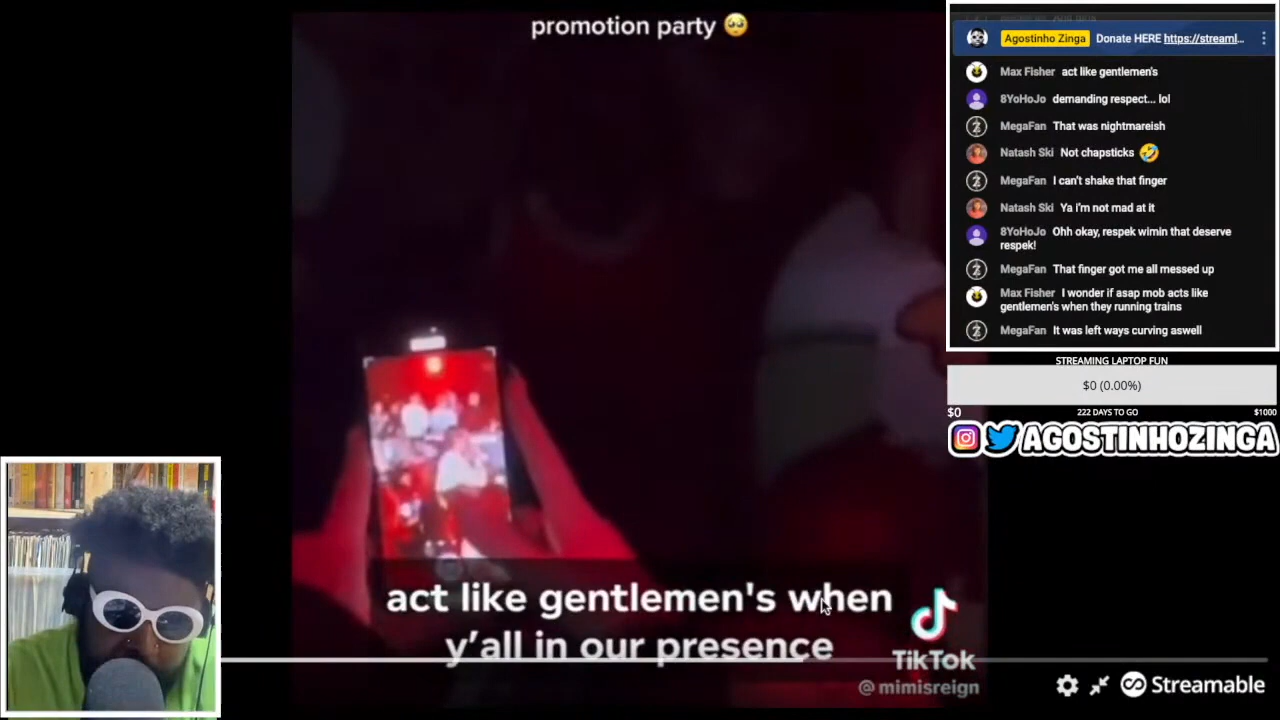 promotion party 🥺
act like gentlemen's when
y'all in our presence
TikTok
@mimisreign
Streamable
Agostinho Zinga Donate HERE https://streaml...
Max Fisher act like gentlemen's
8YoHoJo demanding respect... lol
MegaFan That was nightmareish
Natash Ski Not chapsticks 🤣
MegaFan I can't shake that finger
Natash Ski Ya i'm not mad at it
8YoHoJo Ohh okay, respek wimin that deserve
respek!
MegaFan That finger got me all messed up
Max Fisher I wonder if asap mob acts like
gentlemen's when they running trains
MegaFan It was left ways curving aswell
STREAMING LAPTOP FUN
$0 (0.00%)
$0 222 DAYS TO GO $1000
AGOSTINHOZINGA